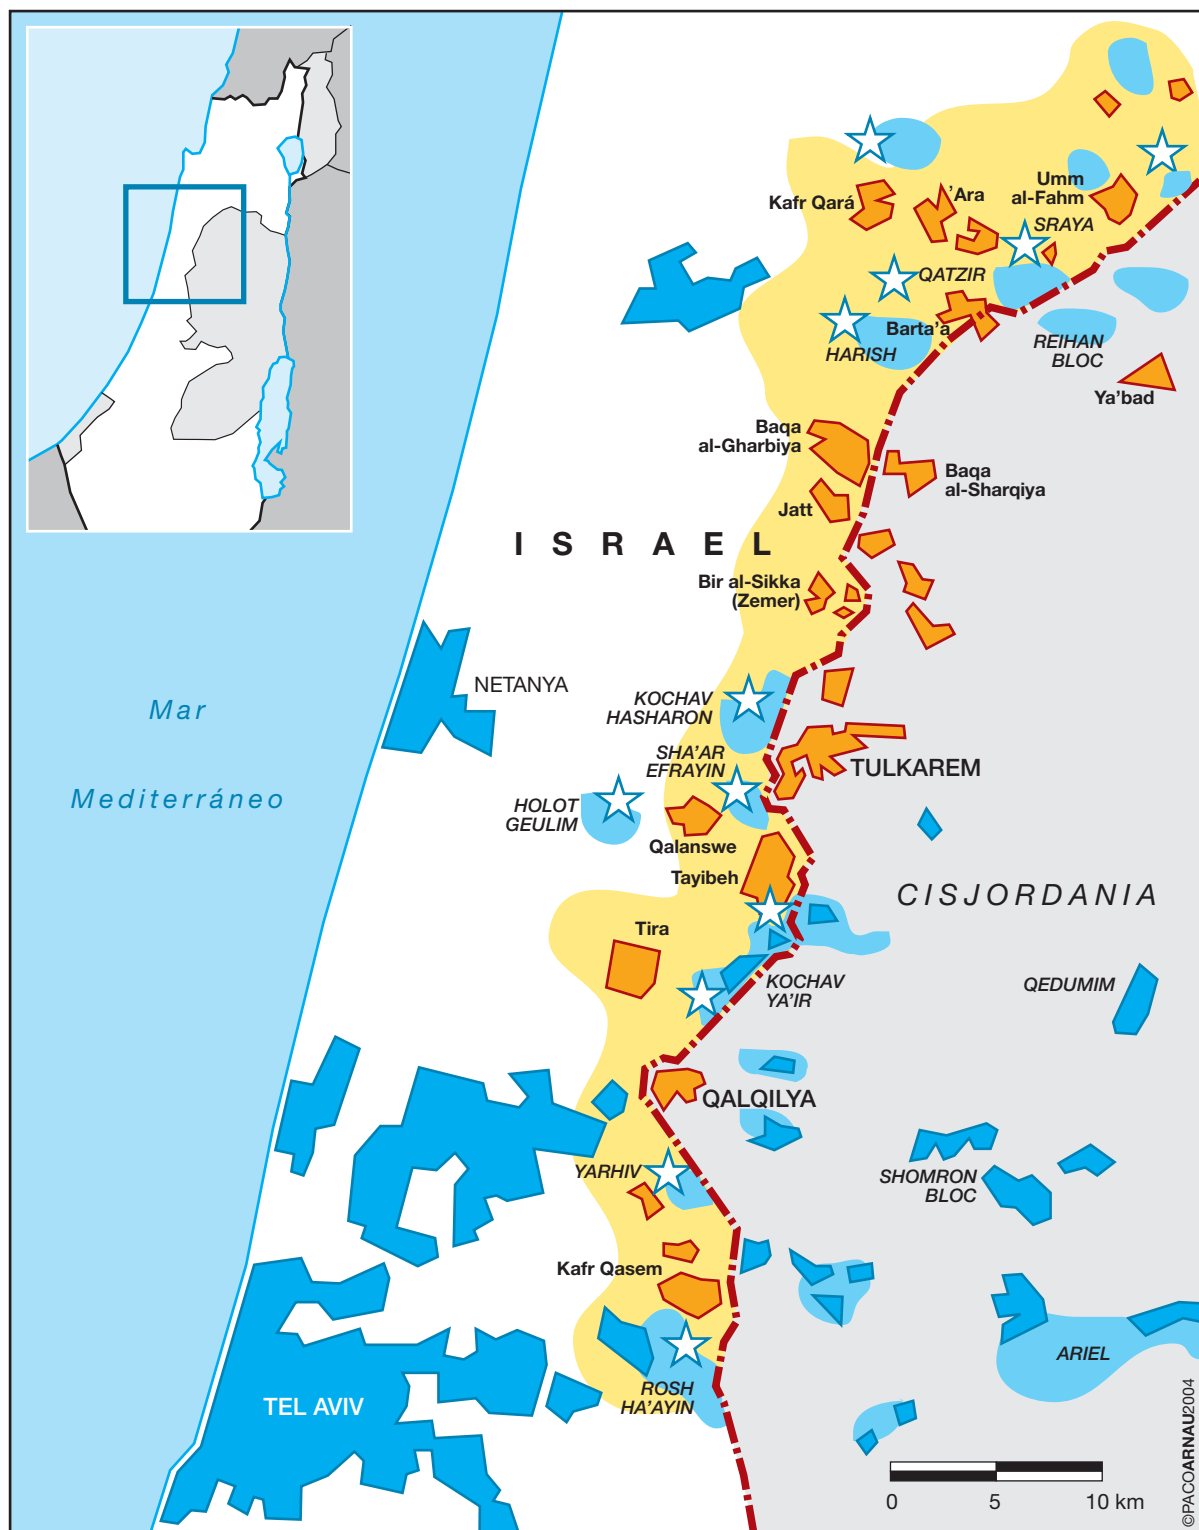 Umm
al-Fahm
Kafr Qará
’Ara
SRAYA
QATZIR
Barta’a
HARISH
REIHAN
BLOC
Ya’bad
Baqa
al-Gharbiya
Baqa
al-Sharqiya
Jatt
ISRAEL
Bir al-Sikka
(Zemer)
NETANYA
KOCHAV
HASHARON
Mar
Mediterráneo
SHA’AR
EFRAYIN
TULKAREM
HOLOT
GEULIM
Qalanswe
Tayibeh
CISJORDANIA
Tira
KOCHAV
YA’IR
QEDUMIM
QALQILYA
YARHIV
SHOMRON
BLOC
Kafr Qasem
ARIEL
ROSH
HA’AYIN
TEL AVIV
0 5 10 km
©PACOARNAU2004